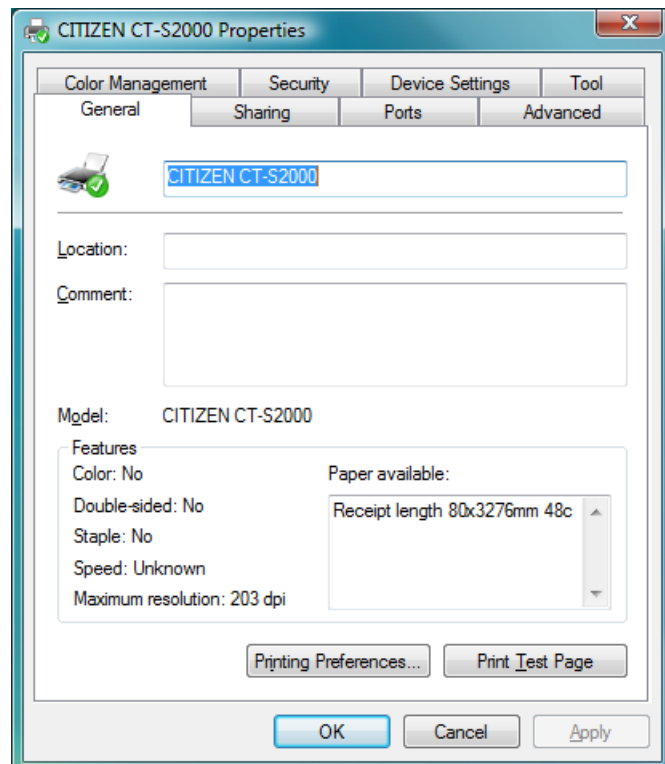 CITIZEN CT-S2000 Properties
Color Management Security Device Settings Tool
General Sharing Ports Advanced
CITIZEN CT-S2000
Location:
Comment:
Model: CITIZEN CT-S2000
Features
Color: No Paper available:
Double-sided: No Receipt length 80x3276mm 48c
Staple: No
Speed: Unknown
Maximum resolution: 203 dpi
Printing Preferences... Print Test Page
OK Cancel Apply